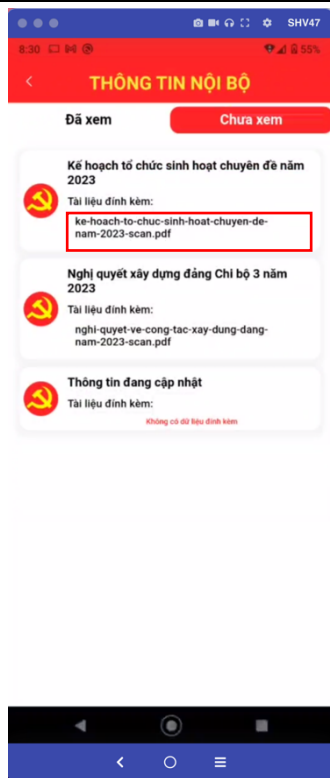 SHV47
8:30
55%
THÔNG TIN NỘI BỘ
Đã xem
Chưa xem
Kế hoạch tổ chức sinh hoạt chuyên đề năm
2023
Tài liệu đính kèm:
ke-hoach-to-chuc-sinh-hoat-chuyen-de-
nam-2023-scan.pdf
Nghị quyết xây dựng đảng Chi bộ 3 năm
2023
Tài liệu đính kèm:
nghi-quyet-ve-cong-tac-xay-dung-dang-
nam-2023-scan.pdf
Thông tin đang cập nhật
Tài liệu đính kèm:
Không có dữ liệu đính kèm